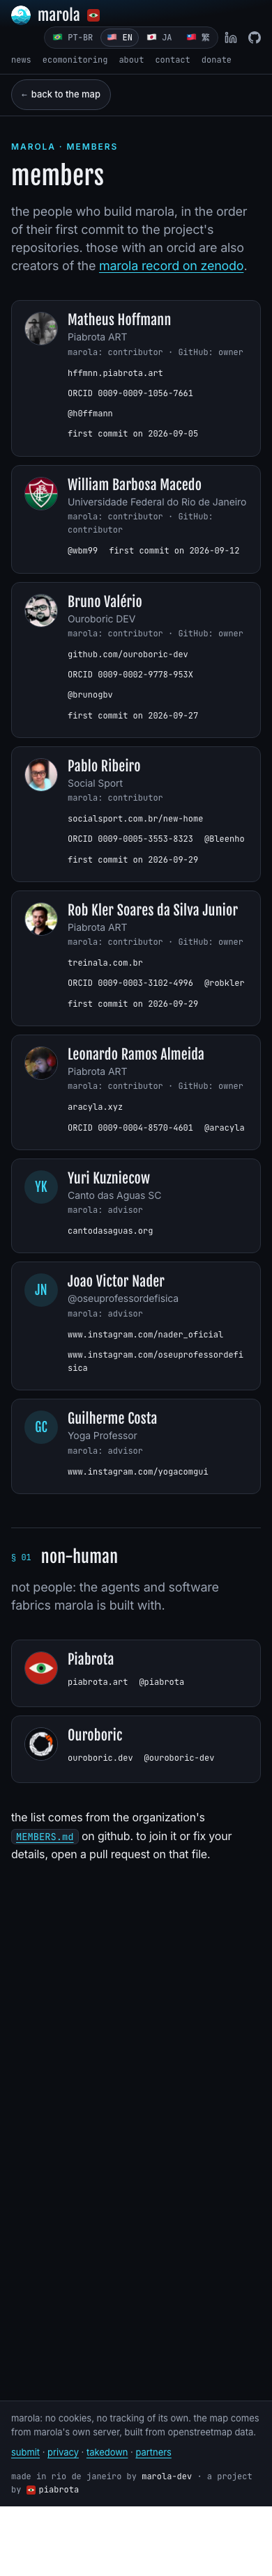 marola
PT-BR EN JA 繁
news ecomonitoring about contact donate
← back to the map
MAROLA · MEMBERS
members
the people who build marola, in the order
of their first commit to the project's
repositories. those with an orcid are also
creators of the marola record on zenodo.
Matheus Hoffmann
Piabrota ART
marola: contributor · GitHub: owner
hffmnn.piabrota.art
ORCID 0009-0009-1056-7661
@h0ffmann
first commit on 2026-09-05
William Barbosa Macedo
Universidade Federal do Rio de Janeiro
marola: contributor · GitHub:
contributor
@wbm99 first commit on 2026-09-12
Bruno Valério
Ouroboric DEV
marola: contributor · GitHub: owner
github.com/ouroboric-dev
ORCID 0009-0002-9778-953X
@brunogbv
first commit on 2026-09-27
Pablo Ribeiro
Social Sport
marola: contributor
socialsport.com.br/new-home
ORCID 0009-0005-3553-8323 @Bleenho
first commit on 2026-09-29
Rob Kler Soares da Silva Junior
Piabrota ART
marola: contributor · GitHub: owner
treinala.com.br
ORCID 0009-0003-3102-4996 @robkler
first commit on 2026-09-29
Leonardo Ramos Almeida
Piabrota ART
marola: contributor · GitHub: owner
aracyla.xyz
ORCID 0009-0004-8570-4601 @aracyla
YK
Yuri Kuzniecow
Canto das Aguas SC
marola: advisor
cantodasaguas.org
JN
Joao Victor Nader
@oseuprofessordefisica
marola: advisor
www.instagram.com/nader_oficial
www.instagram.com/oseuprofessordefi
sica
GC
Guilherme Costa
Yoga Professor
marola: advisor
www.instagram.com/yogacomgui
§ 01 non-human
not people: the agents and software
fabrics marola is built with.
Piabrota
piabrota.art @piabrota
Ouroboric
ouroboric.dev @ouroboric-dev
the list comes from the organization's
MEMBERS.md on github. to join it or fix your
details, open a pull request on that file.
marola: no cookies, no tracking of its own. the map comes
from marola's own server, built from openstreetmap data.
submit · privacy · takedown · partners
made in rio de janeiro by marola-dev · a project
by piabrota